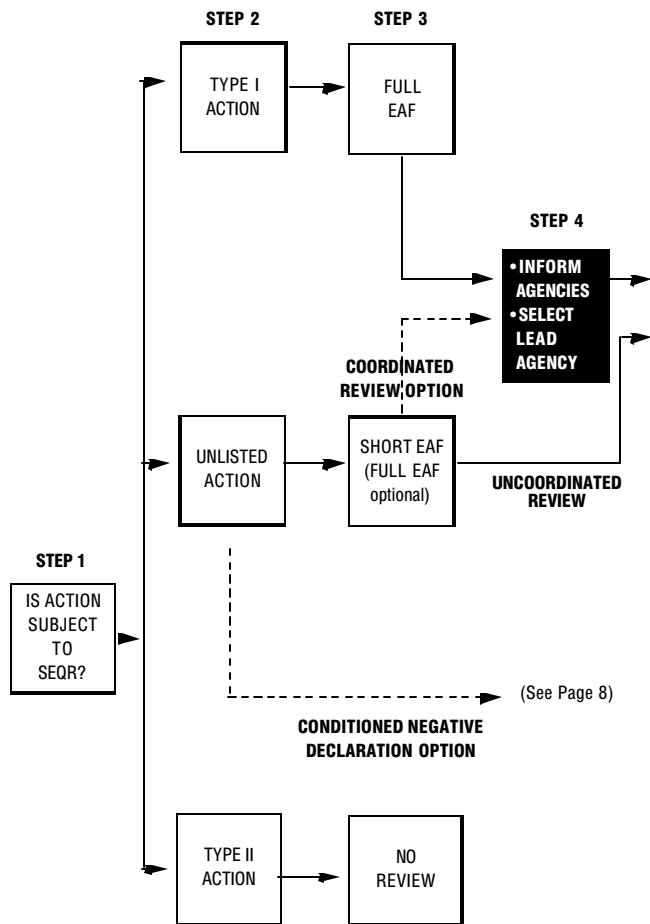 STEP 2
STEP 3
TYPE I
ACTION
FULL
EAF
STEP 4
•INFORM
AGENCIES
•SELECT
LEAD
AGENCY
COORDINATED
REVIEW OPTION
UNLISTED
ACTION
SHORT EAF
(FULL EAF
optional)
UNCOORDINATED
REVIEW
STEP 1
IS ACTION
SUBJECT
TO
SEQR?
(See Page 8)
CONDITIONED NEGATIVE
DECLARATION OPTION
TYPE II
ACTION
NO
REVIEW